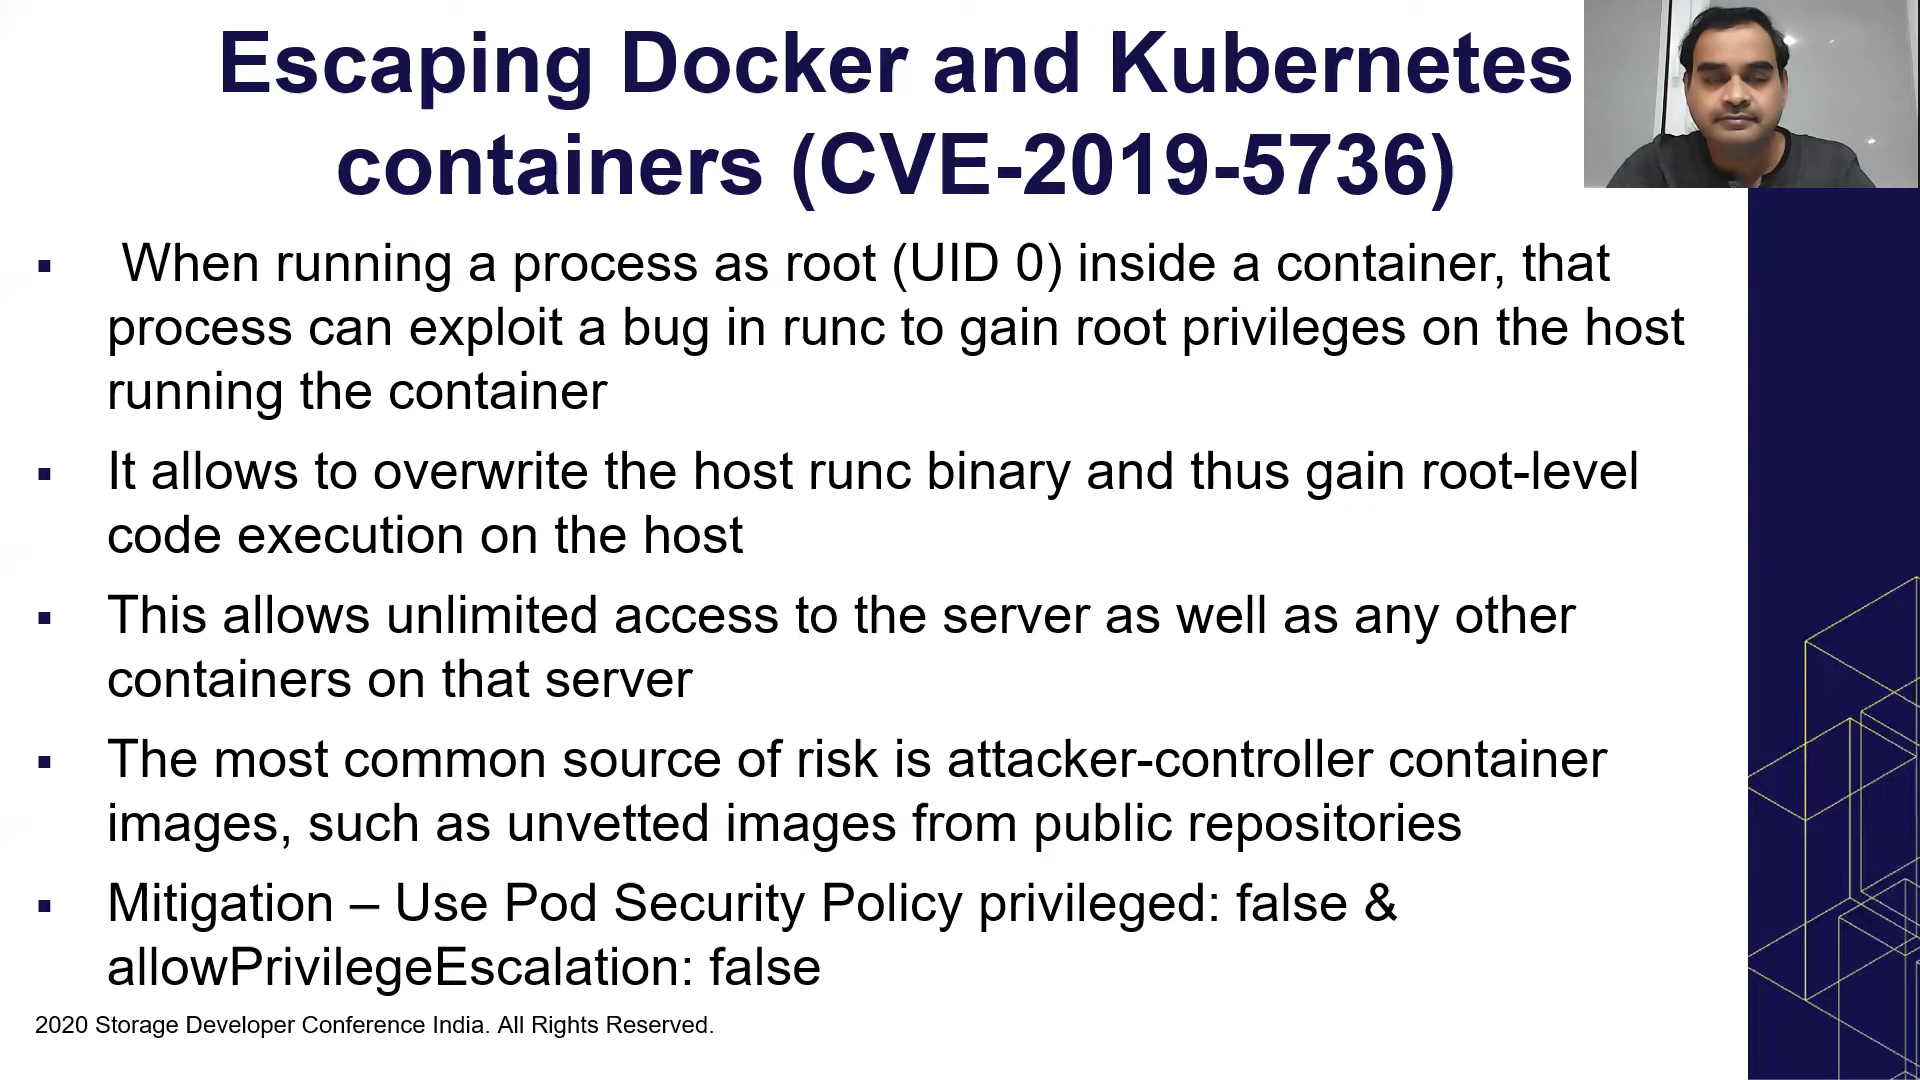 Escaping Docker and Kubernetes
containers (CVE-2019-5736)
▪ When running a process as root (UID 0) inside a container, that
process can exploit a bug in runc to gain root privileges on the host
running the container
▪ It allows to overwrite the host runc binary and thus gain root-level
code execution on the host
▪ This allows unlimited access to the server as well as any other
containers on that server
▪ The most common source of risk is attacker-controller container
images, such as unvetted images from public repositories
▪ Mitigation – Use Pod Security Policy privileged: false &
allowPrivilegeEscalation: false
2020 Storage Developer Conference India. All Rights Reserved.